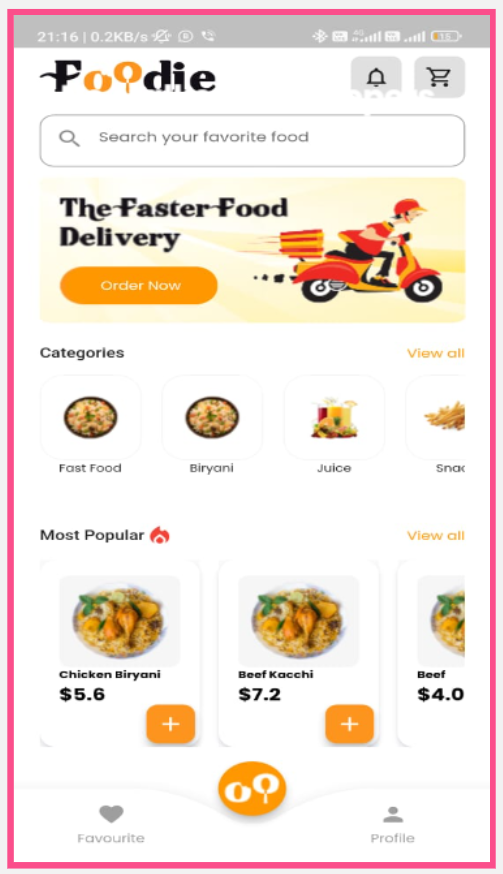 21:16 | 0.2KB/s
4G
15
Foodie
Search your favorite food
The Faster Food
Delivery
Order Now
Categories
View all
Fast Food
Biryani
Juice
Snac
Most Popular
View all
Chicken Biryani
Beef Kacchi
Beef
$5.6
$7.2
$4.0
Favourite
Profile